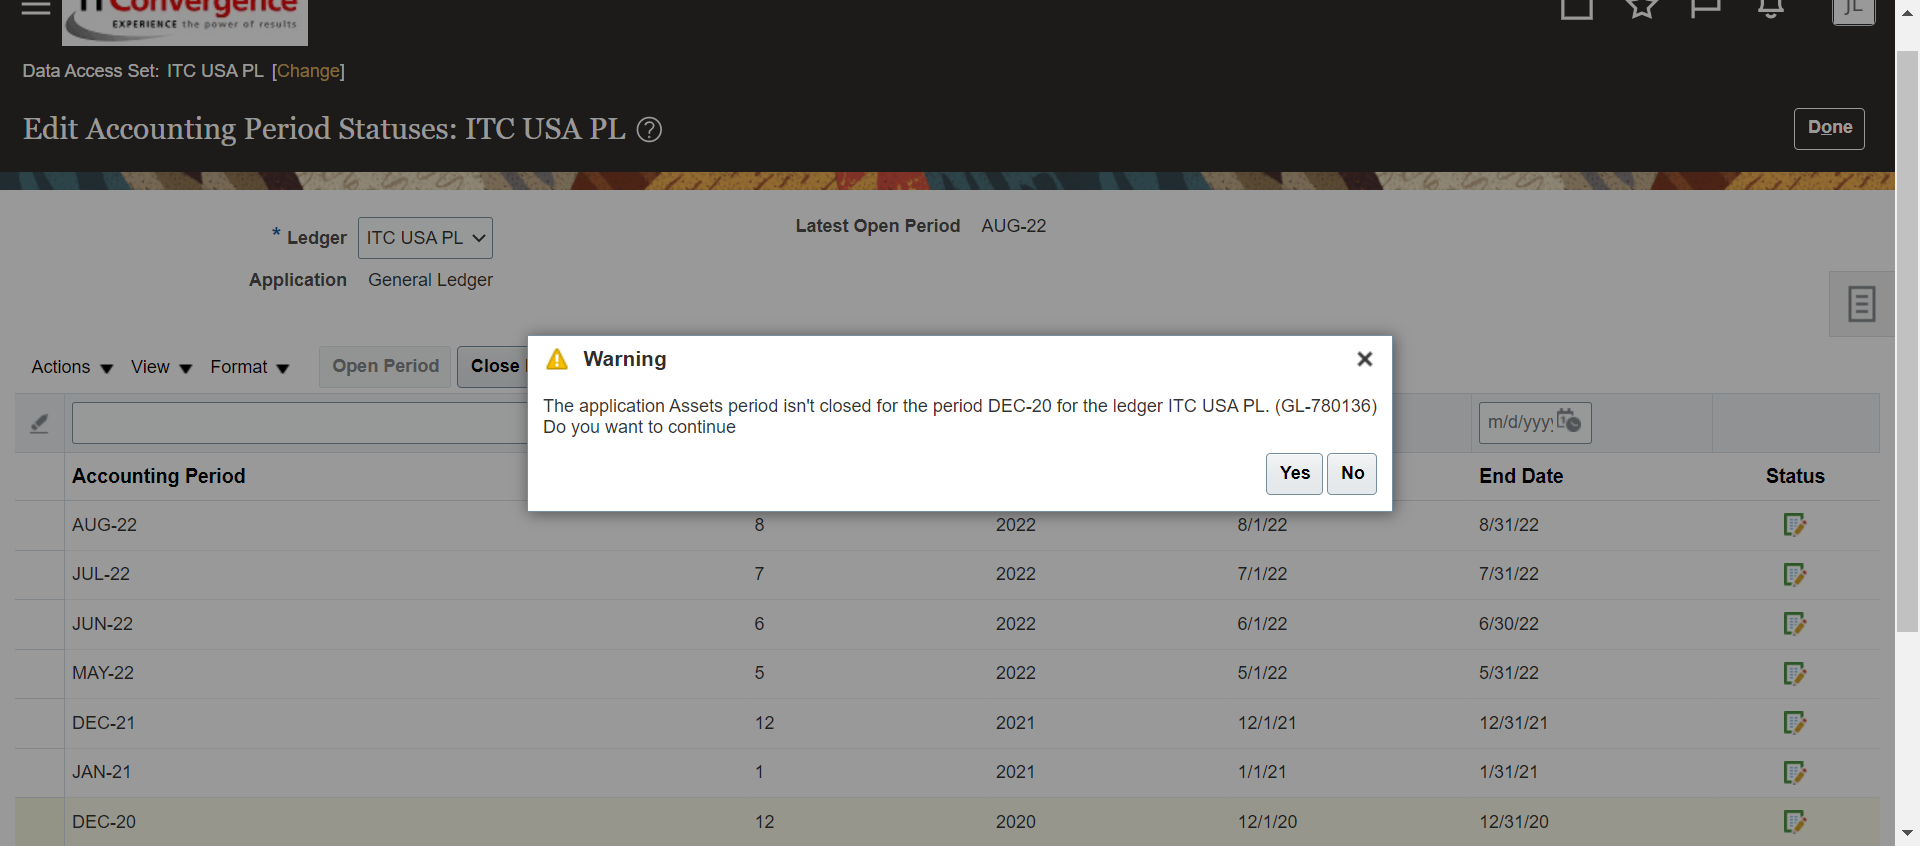 ITConvergence
EXPERIENCE the power of results
JL
Data Access Set: ITC USA PL [Change]
Edit Accounting Period Statuses: ITC USA PL ?
Done
* Ledger ITC USA PL
Latest Open Period AUG-22
Application General Ledger
Actions View Format Open Period Close
Warning
The application Assets period isn't closed for the period DEC-20 for the ledger ITC USA PL. (GL-780136)
Do you want to continue
Yes No
m/d/yyy
Accounting Period End Date Status
AUG-22 8 2022 8/1/22 8/31/22
JUL-22 7 2022 7/1/22 7/31/22
JUN-22 6 2022 6/1/22 6/30/22
MAY-22 5 2022 5/1/22 5/31/22
DEC-21 12 2021 12/1/21 12/31/21
JAN-21 1 2021 1/1/21 1/31/21
DEC-20 12 2020 12/1/20 12/31/20